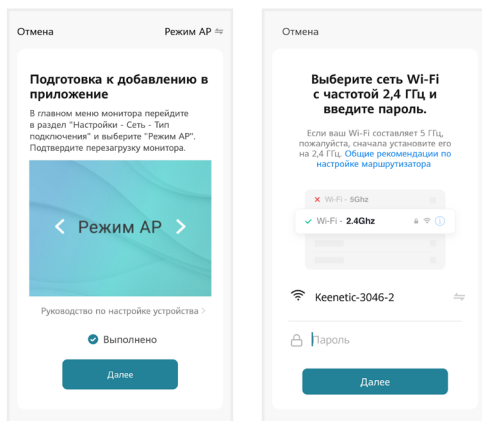 Отмена
Режим AP
Подготовка к добавлению в
приложение
В главном меню монитора перейдите
в раздел "Настройки - Сеть - Тип
подключения" и выберите "Режим AP".
Подтвердите перезагрузку монитора.
Режим AP
Руководство по настройке устройства
Выполнено
Далее
Отмена
Выберите сеть Wi-Fi
с частотой 2,4 ГГц и
введите пароль.
Если ваш Wi-Fi составляет 5 ГГц,
пожалуйста, сначала установите его
на 2,4 ГГц. Общие рекомендации по
настройке маршрутизатора
Wi-Fi - 5Ghz
Wi-Fi - 2.4Ghz
Keenetic-3046-2
Пароль
Далее